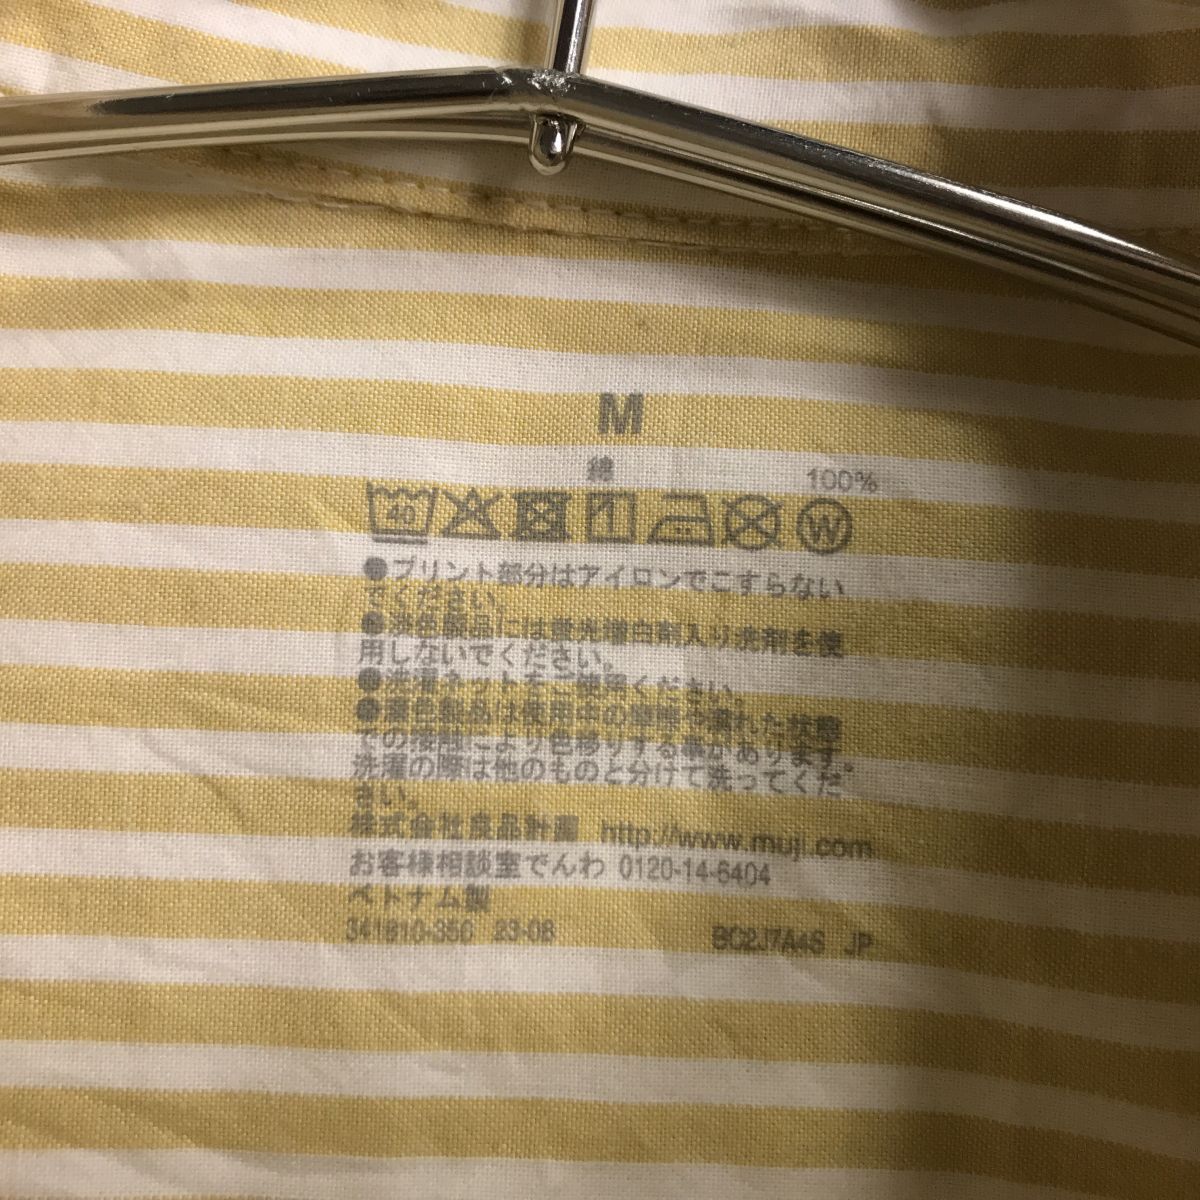 M
綿 100%
40 1 W
●プリント部分はアイロンでこすらない
でください。
●淡色製品には蛍光増白剤入り洗剤を使
用しないでください。
●洗濯ネットをご使用ください。
●濃色製品は使用中の摩擦や濡れた状態
での接触により色移りする事があります。
洗濯の際は他のものと分けて洗ってくだ
さい。
株式会社良品計画 http://www.muji.com
お客様相談室でんわ 0120-14-6404
ベトナム製
341810-350 23-08 BC2J7A4S JP